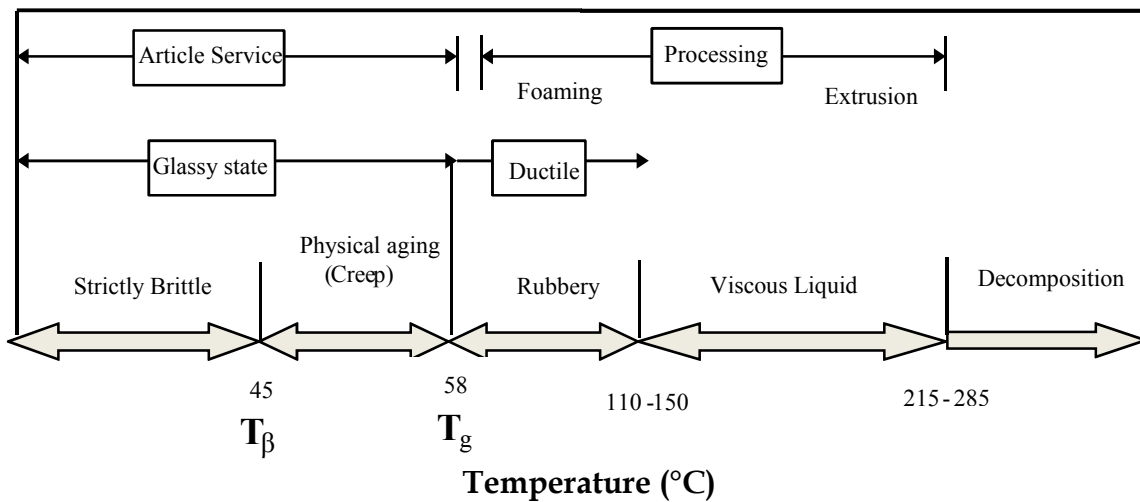 Article Service
Processing
Foaming
Extrusion
Glassy state
Ductile
Physical aging
(Creep)
Strictly Brittle
Rubbery
Viscous Liquid
Decomposition
45
58
110-150
215-285
Tβ
Tg
Temperature (°C)